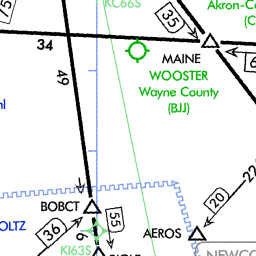 KC66S
Akron-C
35
34
MAINE
WOOSTER
Wayne County
(BJJ)
49
BOBCT
55
20
22
36
AEROS
OLTZ
9
KI63S
NEWCO